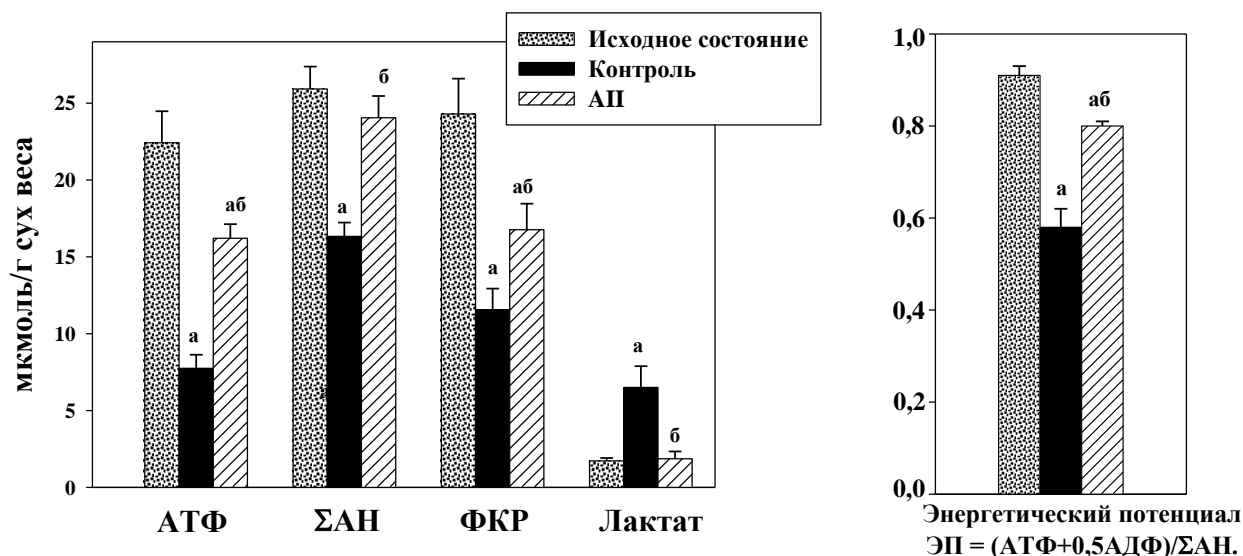 мкмоль/г сух веса
25
20
15
10
5
0
Исходное состояние
Контроль
АП
а
аб
а
б
а
аб
а
б
АТФ
ΣАН
ФКР
Лактат
1,0
0,8
0,6
0,4
0,2
0,0
а
аб
Энергетический потенциал
ЭП = (АТФ+0,5АДФ)/ΣАН.